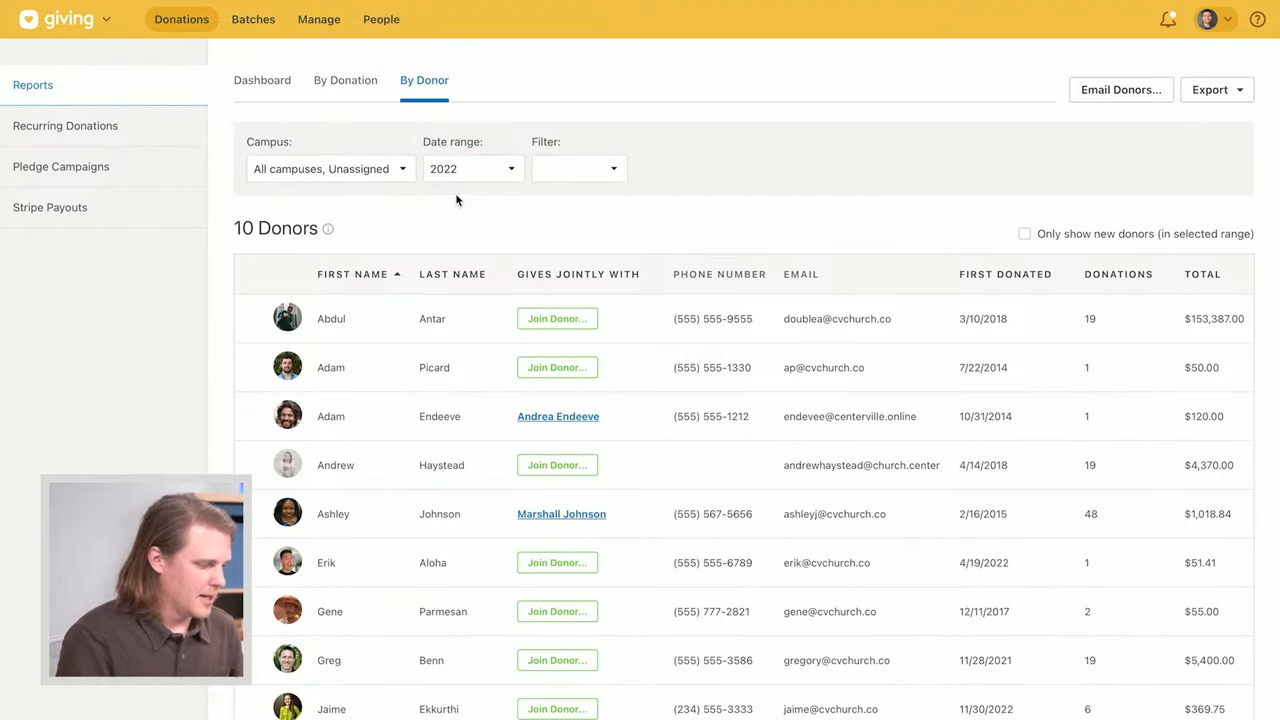 giving Donations Batches Manage People
Reports
Recurring Donations
Pledge Campaigns
Stripe Payouts
Dashboard By Donation By Donor
Email Donors... Export
Campus: Date range: Filter:
All campuses, Unassigned 2022
10 Donors
Only show new donors (in selected range)
FIRST NAME LAST NAME GIVES JOINTLY WITH PHONE NUMBER EMAIL FIRST DONATED DONATIONS TOTAL
Abdul Antar Join Donor... (555) 555-9555 doublea@cvchurch.co 3/10/2018 19 $153,387.00
Adam Picard Join Donor... (555) 555-1330 ap@cvchurch.co 7/22/2014 1 $50.00
Adam Endeeve Andrea Endeeve (555) 555-1212 endevee@centerville.online 10/31/2014 1 $120.00
Andrew Haystead Join Donor... andrewhaystead@church.center 4/14/2018 19 $4,370.00
Ashley Johnson Marshall Johnson (555) 567-5656 ashleyj@cvchurch.co 2/16/2015 48 $1,018.84
Erik Aloha Join Donor... (555) 555-6789 erik@cvchurch.co 4/19/2022 1 $51.41
Gene Parmesan Join Donor... (555) 777-2821 gene@cvchurch.co 12/11/2017 2 $55.00
Greg Benn Join Donor... (555) 555-3586 gregory@cvchurch.co 11/28/2021 19 $5,400.00
Jaime Ekkurthi Join Donor... (234) 555-3333 jaime@cvchurch.co 11/30/2022 6 $369.75